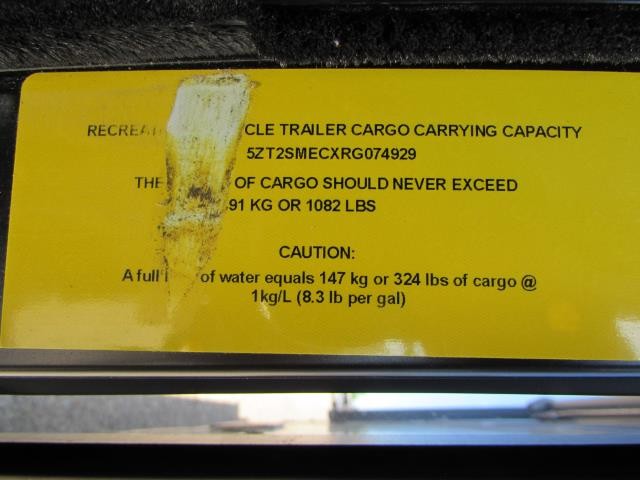 RECREAT CLE TRAILER CARGO CARRYING CAPACITY
5ZT2SMECXRG074929
THE OF CARGO SHOULD NEVER EXCEED
91 KG OR 1082 LBS
CAUTION:
A full of water equals 147 kg or 324 lbs of cargo @
1kg/L (8.3 lb per gal)